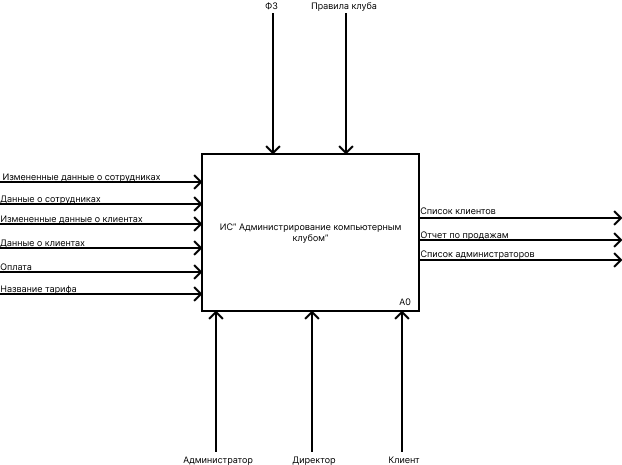 ФЗ
Правила клуба
Измененные данные о сотрудниках
Данные о сотрудниках
Измененные данные о клиентах
Данные о клиентах
Оплата
Название тарифа
ИС" Администрирование компьютерным
клубом"
А0
Список клиентов
Отчет по продажам
Список администраторов
Администратор
Директор
Клиент